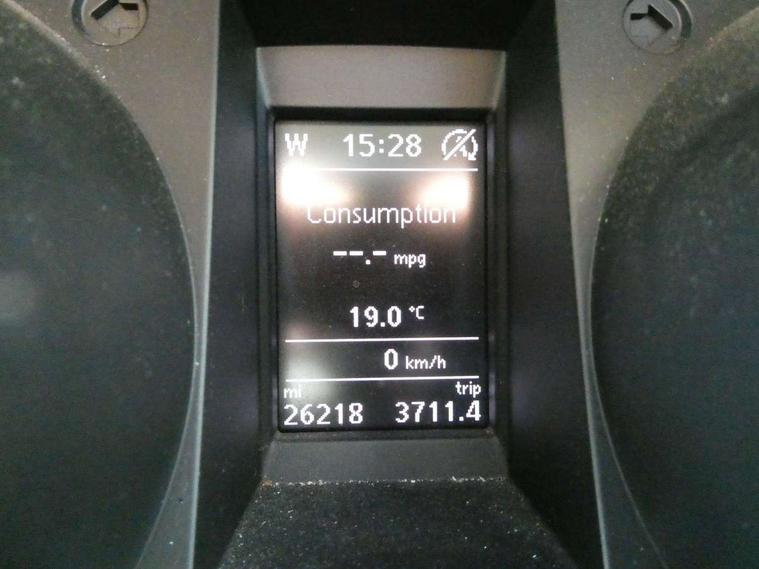 W 15:28
Consumption
--.- mpg
19.0 °C
0 km/h
mi trip
26218 3711.4